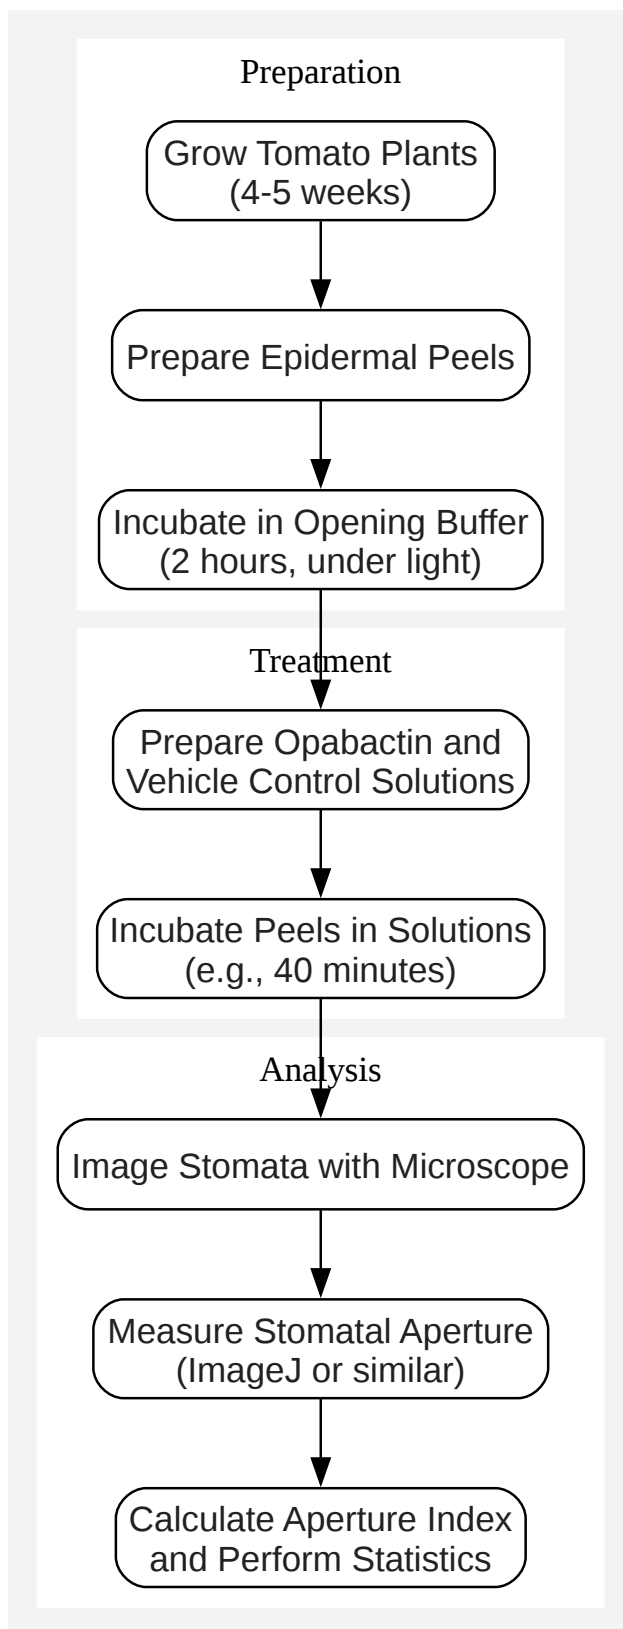 Preparation
Grow Tomato Plants
(4-5 weeks)
Prepare Epidermal Peels
Incubate in Opening Buffer
(2 hours, under light)
Treatment
Prepare Opabactin and
Vehicle Control Solutions
Incubate Peels in Solutions
(e.g., 40 minutes)
Analysis
Image Stomata with Microscope
Measure Stomatal Aperture
(ImageJ or similar)
Calculate Aperture Index
and Perform Statistics